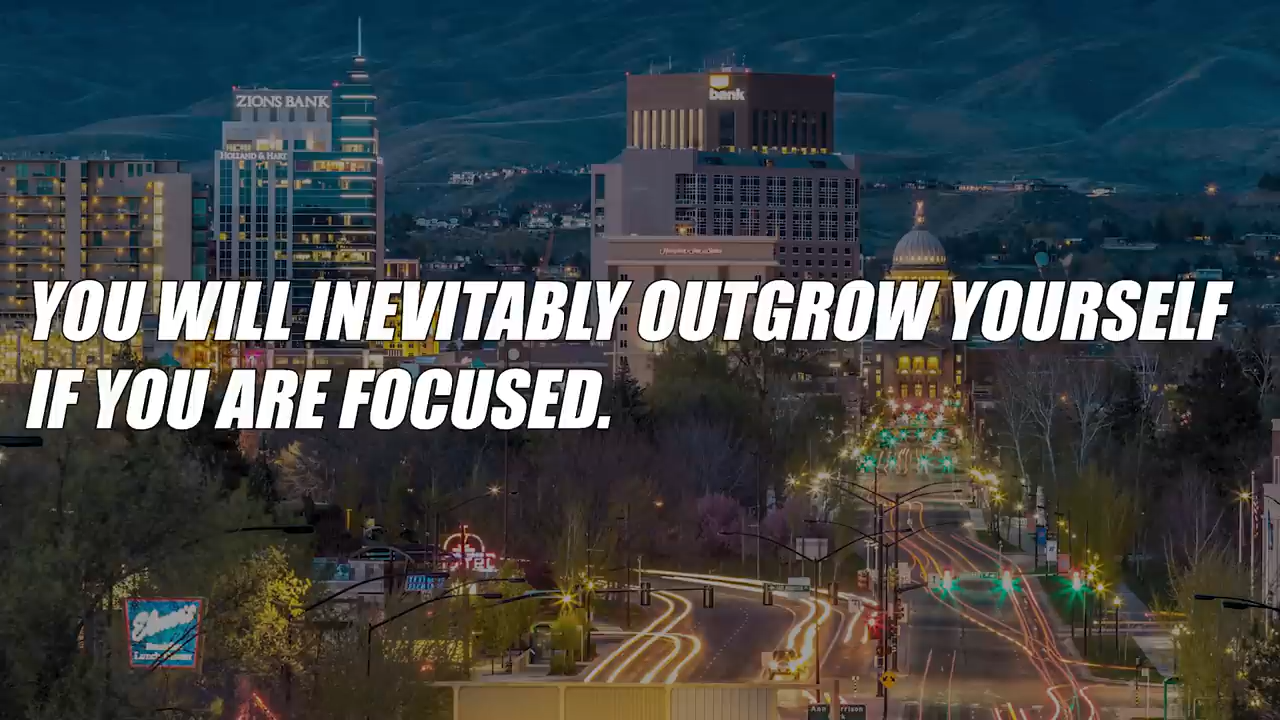 ZIONS BANK
bank
HOLLAND & HART
YOU WILL INEVITABLY OUTGROW YOURSELF
IF YOU ARE FOCUSED.